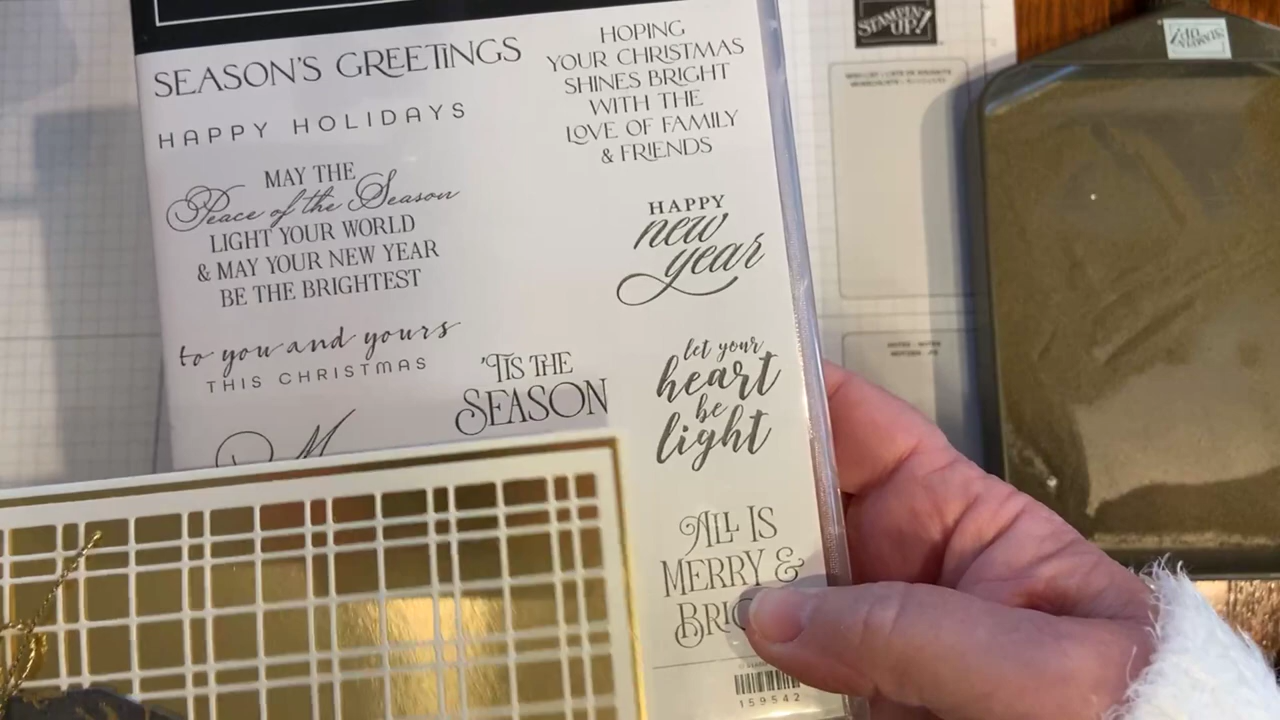 SEASON'S GREETINGS
HAPPY HOLIDAYS
MAY THE
Peace of the Season
LIGHT YOUR WORLD
& MAY YOUR NEW YEAR
BE THE BRIGHTEST
to you and yours
THIS CHRISTMAS
'TIS THE
SEASON
HOPING
YOUR CHRISTMAS
SHINES BRIGHT
WITH THE
LOVE OF FAMILY
& FRIENDS
HAPPY
new
year
let your
heart
be
light
ALL IS
MERRY &
159542
STAMPIN'
UP!
STAMPIN'
UP!